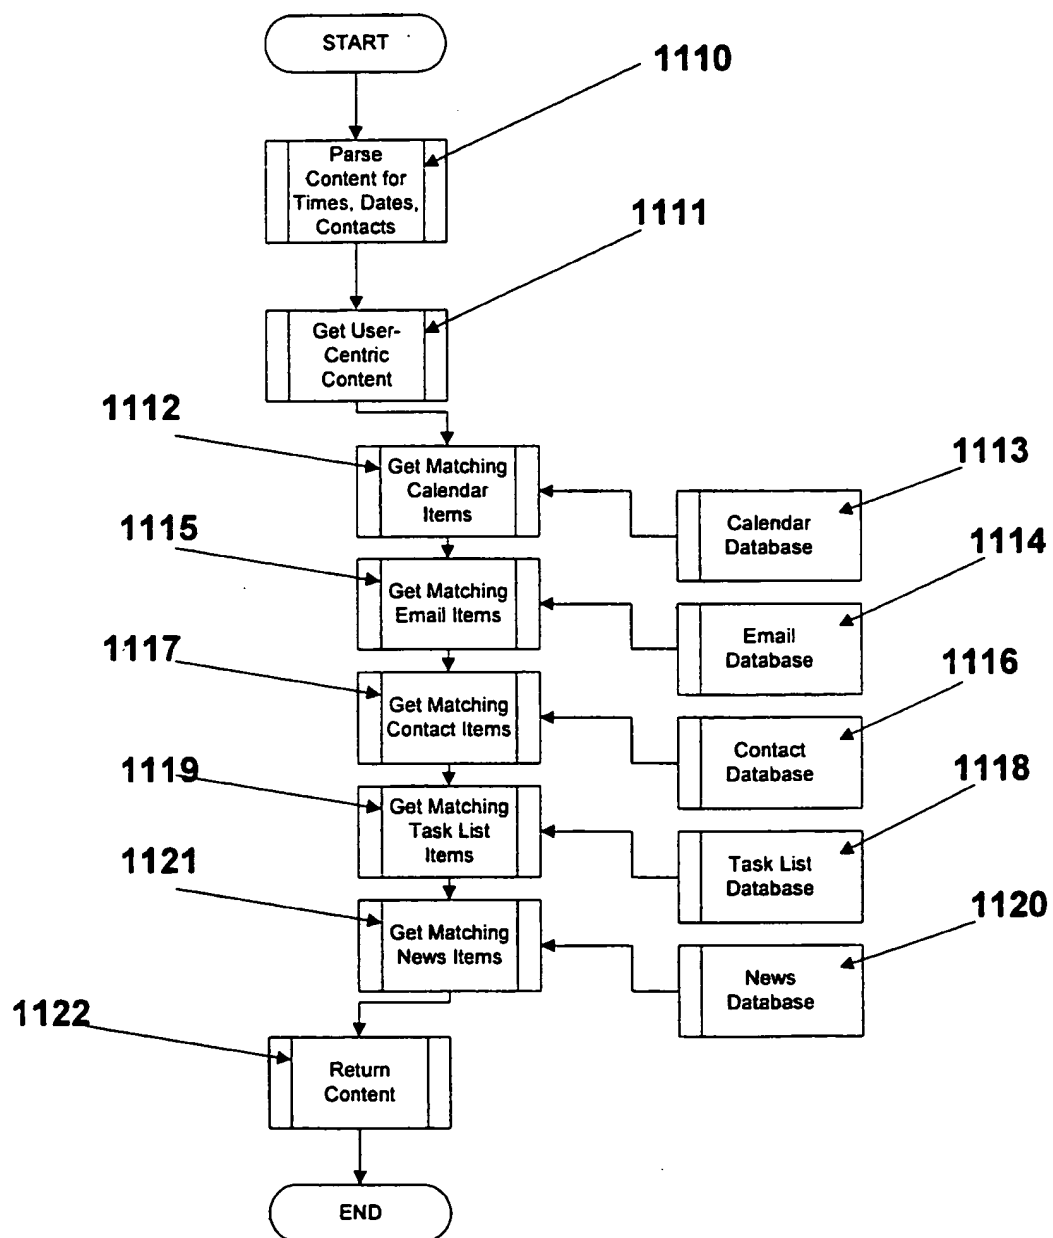 START
1110
Parse
Content for
Times, Dates,
Contacts
1111
Get User-
Centric
Content
1112
Get Matching
Calendar
Items
1113
Calendar
Database
1115
Get Matching
Email Items
1114
Email
Database
1117
Get Matching
Contact Items
1116
Contact
Database
1119
Get Matching
Task List
Items
1118
Task List
Database
1121
Get Matching
News Items
1120
News
Database
1122
Return
Content
END